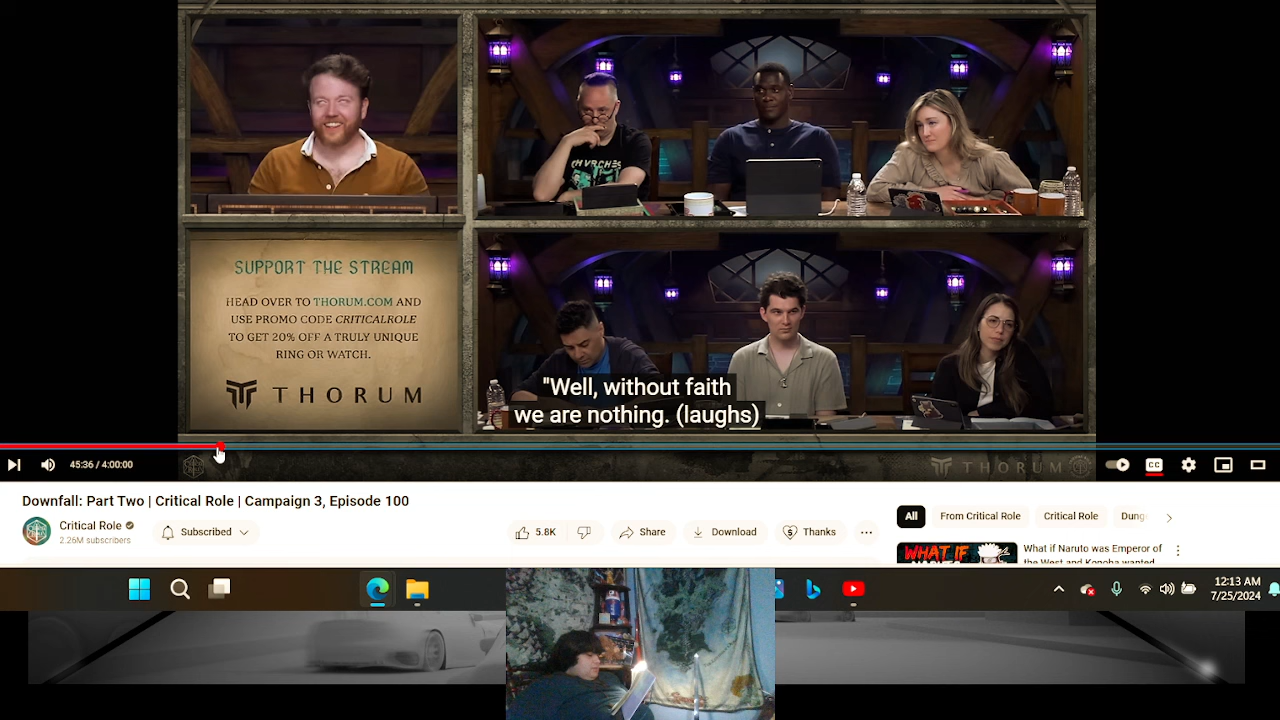 CHVRCHES
SUPPORT THE STREAM
HEAD OVER TO THORUM.COM AND
USE PROMO CODE CRITICALROLE
TO GET 20% OFF A TRULY UNIQUE
RING OR WATCH.
THORUM
"Well, without faith
we are nothing. (laughs)
45:36 / 4:00:00
THORUM
CC
Downfall: Part Two | Critical Role | Campaign 3, Episode 100
Critical Role
2.26M subscribers
Subscribed
5.8K
Share
Download
Thanks
All
From Critical Role
Critical Role
Dung
WHAT IF
What if Naruto was Emperor of
the West and Konoha wanted
12:13 AM
7/25/2024